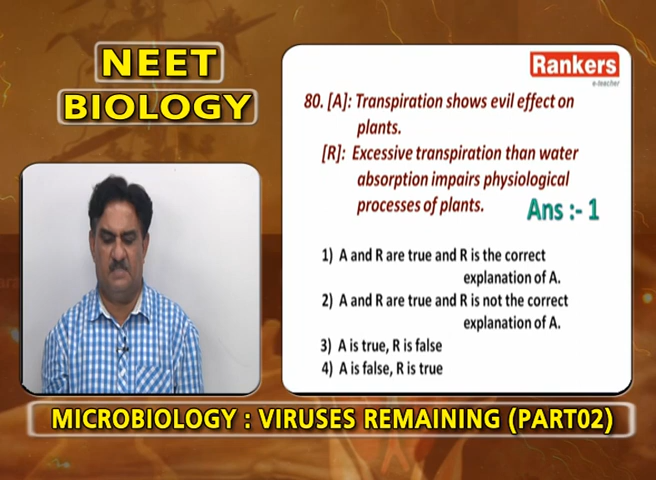 NEET
BIOLOGY
Rankers
e-teacher
80. [A]: Transpiration shows evil effect on
plants.
[R]: Excessive transpiration than water
absorption impairs physiological
processes of plants.
Ans :- 1
1) A and R are true and R is the correct
explanation of A.
2) A and R are true and R is not the correct
explanation of A.
3) A is true, R is false
4) A is false, R is true
MICROBIOLOGY : VIRUSES REMAINING (PART02)